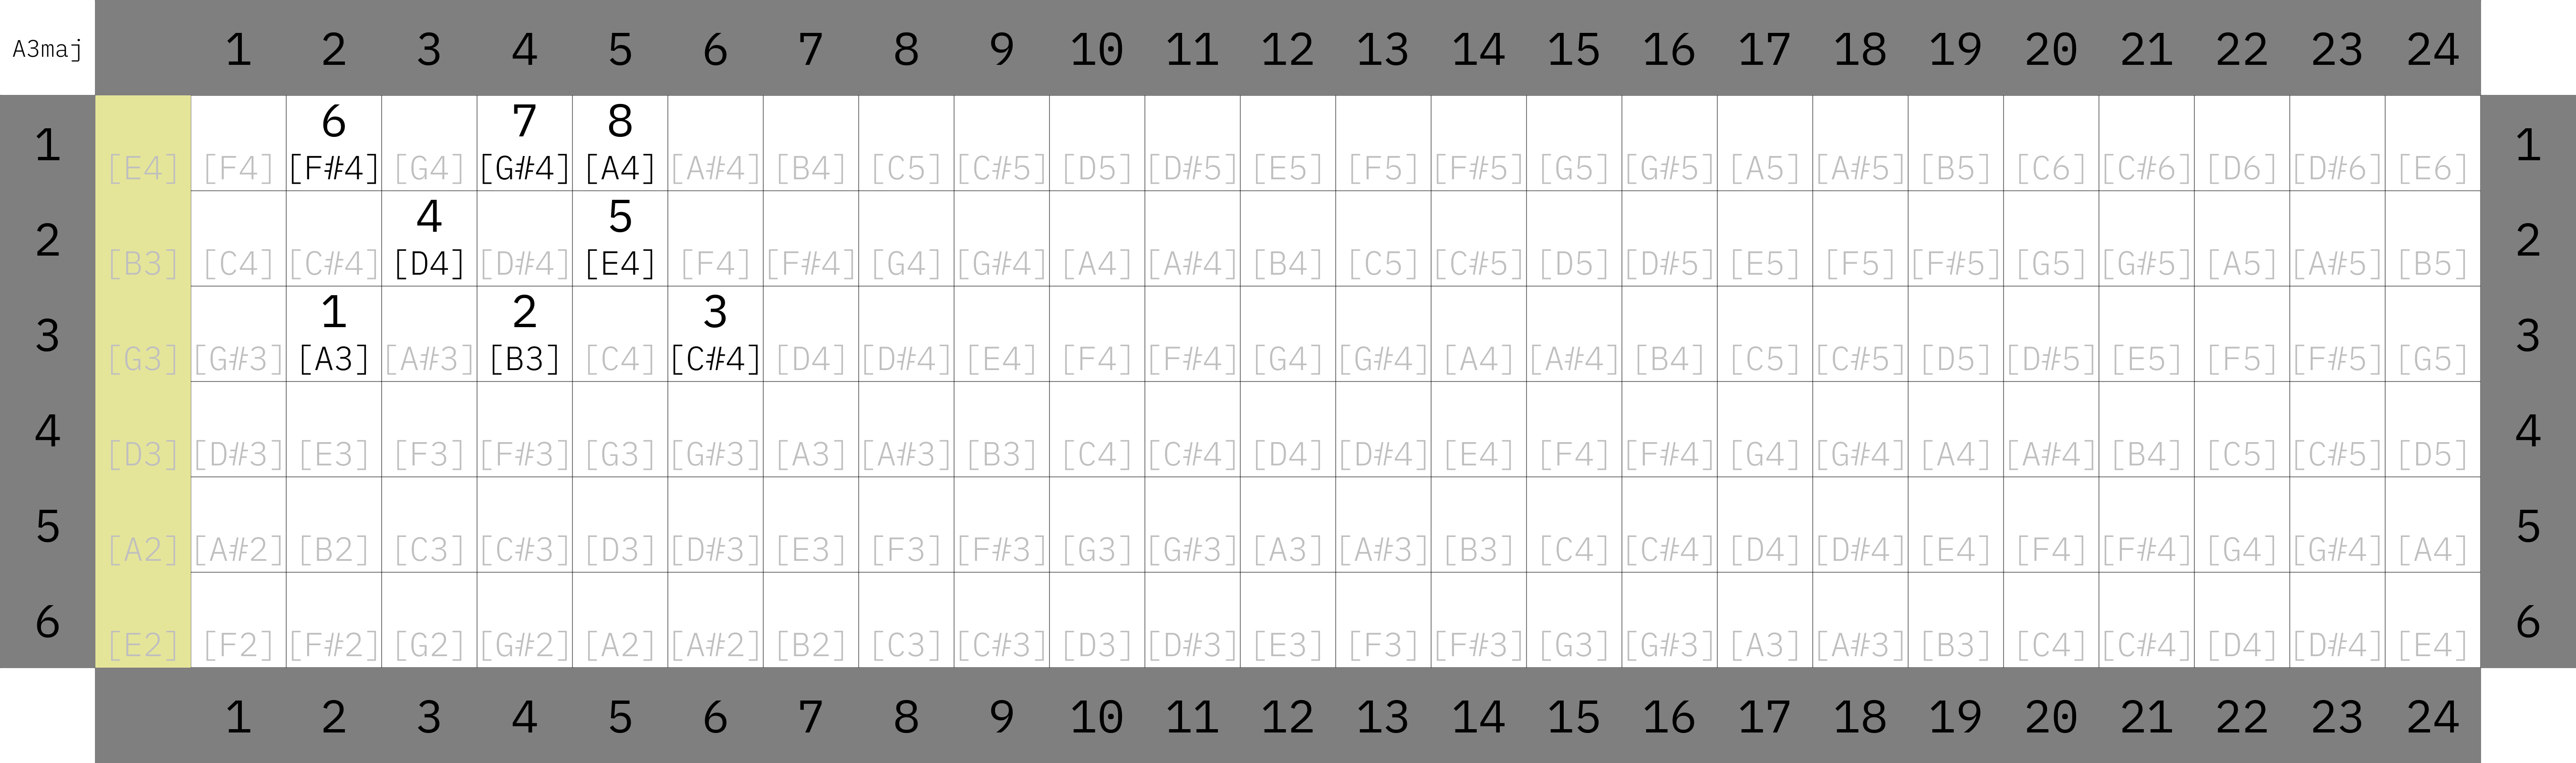 A3maj 1 2 3 4 5 6 7 8 9 10 11 12 13 14 15 16 17 18 19 20 21 22 23 24
6 7 8
1 [E4] [F4] [F#4] [G4] [G#4] [A4] [A#4] [B4] [C5] [C#5] [D5] [D#5] [E5] [F5] [F#5] [G5] [G#5] [A5] [A#5] [B5] [C6] [C#6] [D6] [D#6] [E6] 1
4 5
2 [B3] [C4] [C#4] [D4] [D#4] [E4] [F4] [F#4] [G4] [G#4] [A4] [A#4] [B4] [C5] [C#5] [D5] [D#5] [E5] [F5] [F#5] [G5] [G#5] [A5] [A#5] [B5] 2
1 2 3
3 [G3] [G#3] [A3] [A#3] [B3] [C4] [C#4] [D4] [D#4] [E4] [F4] [F#4] [G4] [G#4] [A4] [A#4] [B4] [C5] [C#5] [D5] [D#5] [E5] [F5] [F#5] [G5] 3
4 [D3] [D#3] [E3] [F3] [F#3] [G3] [G#3] [A3] [A#3] [B3] [C4] [C#4] [D4] [D#4] [E4] [F4] [F#4] [G4] [G#4] [A4] [A#4] [B4] [C5] [C#5] [D5] 4
5 [A2] [A#2] [B2] [C3] [C#3] [D3] [D#3] [E3] [F3] [F#3] [G3] [G#3] [A3] [A#3] [B3] [C4] [C#4] [D4] [D#4] [E4] [F4] [F#4] [G4] [G#4] [A4] 5
6 [E2] [F2] [F#2] [G2] [G#2] [A2] [A#2] [B2] [C3] [C#3] [D3] [D#3] [E3] [F3] [F#3] [G3] [G#3] [A3] [A#3] [B3] [C4] [C#4] [D4] [D#4] [E4] 6
1 2 3 4 5 6 7 8 9 10 11 12 13 14 15 16 17 18 19 20 21 22 23 24